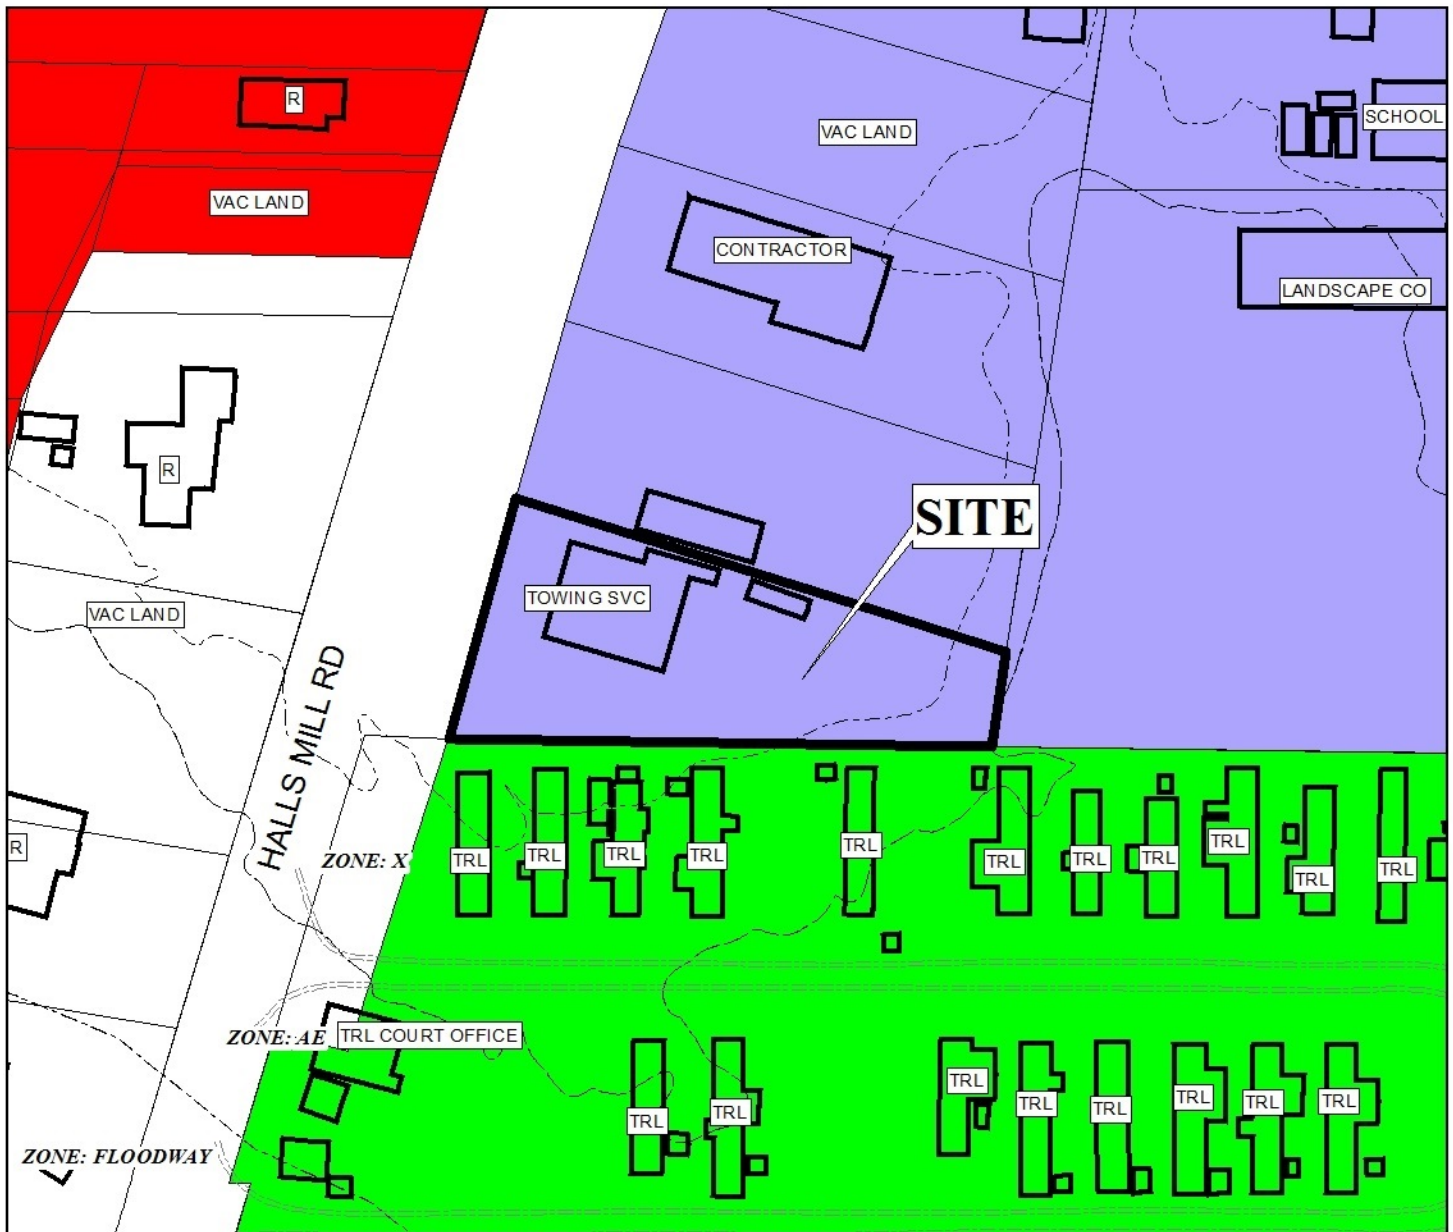 R
SCHOOL
VAC LAND
VAC LAND
CONTRACTOR
LANDSCAPE CO
R
SITE
TOWING SVC
VAC LAND
HALLS MILL RD
R
ZONE: X
TRL
TRL
TRL
TRL
TRL
TRL
TRL
TRL
TRL
TRL
TRL
ZONE: AE
TRL COURT OFFICE
TRL
TRL
TRL
TRL
TRL
TRL
TRL
TRL
ZONE: FLOODWAY